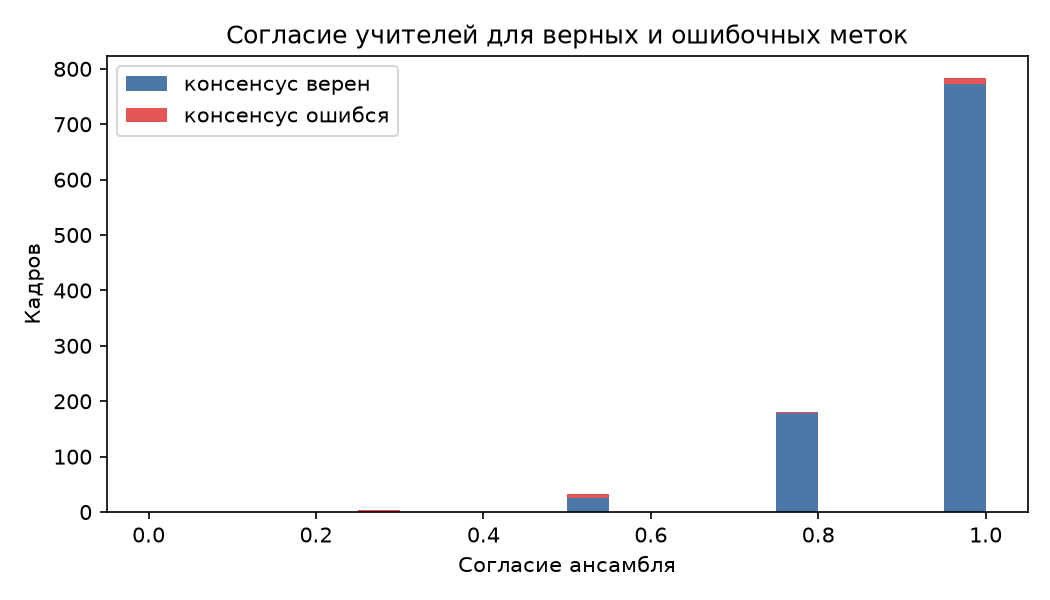 Согласие учителей для верных и ошибочных меток
консенсус верен
консенсус ошибся
Кадров
800
700
600
500
400
300
200
100
0
0.0 0.2 0.4 0.6 0.8 1.0
Согласие ансамбля